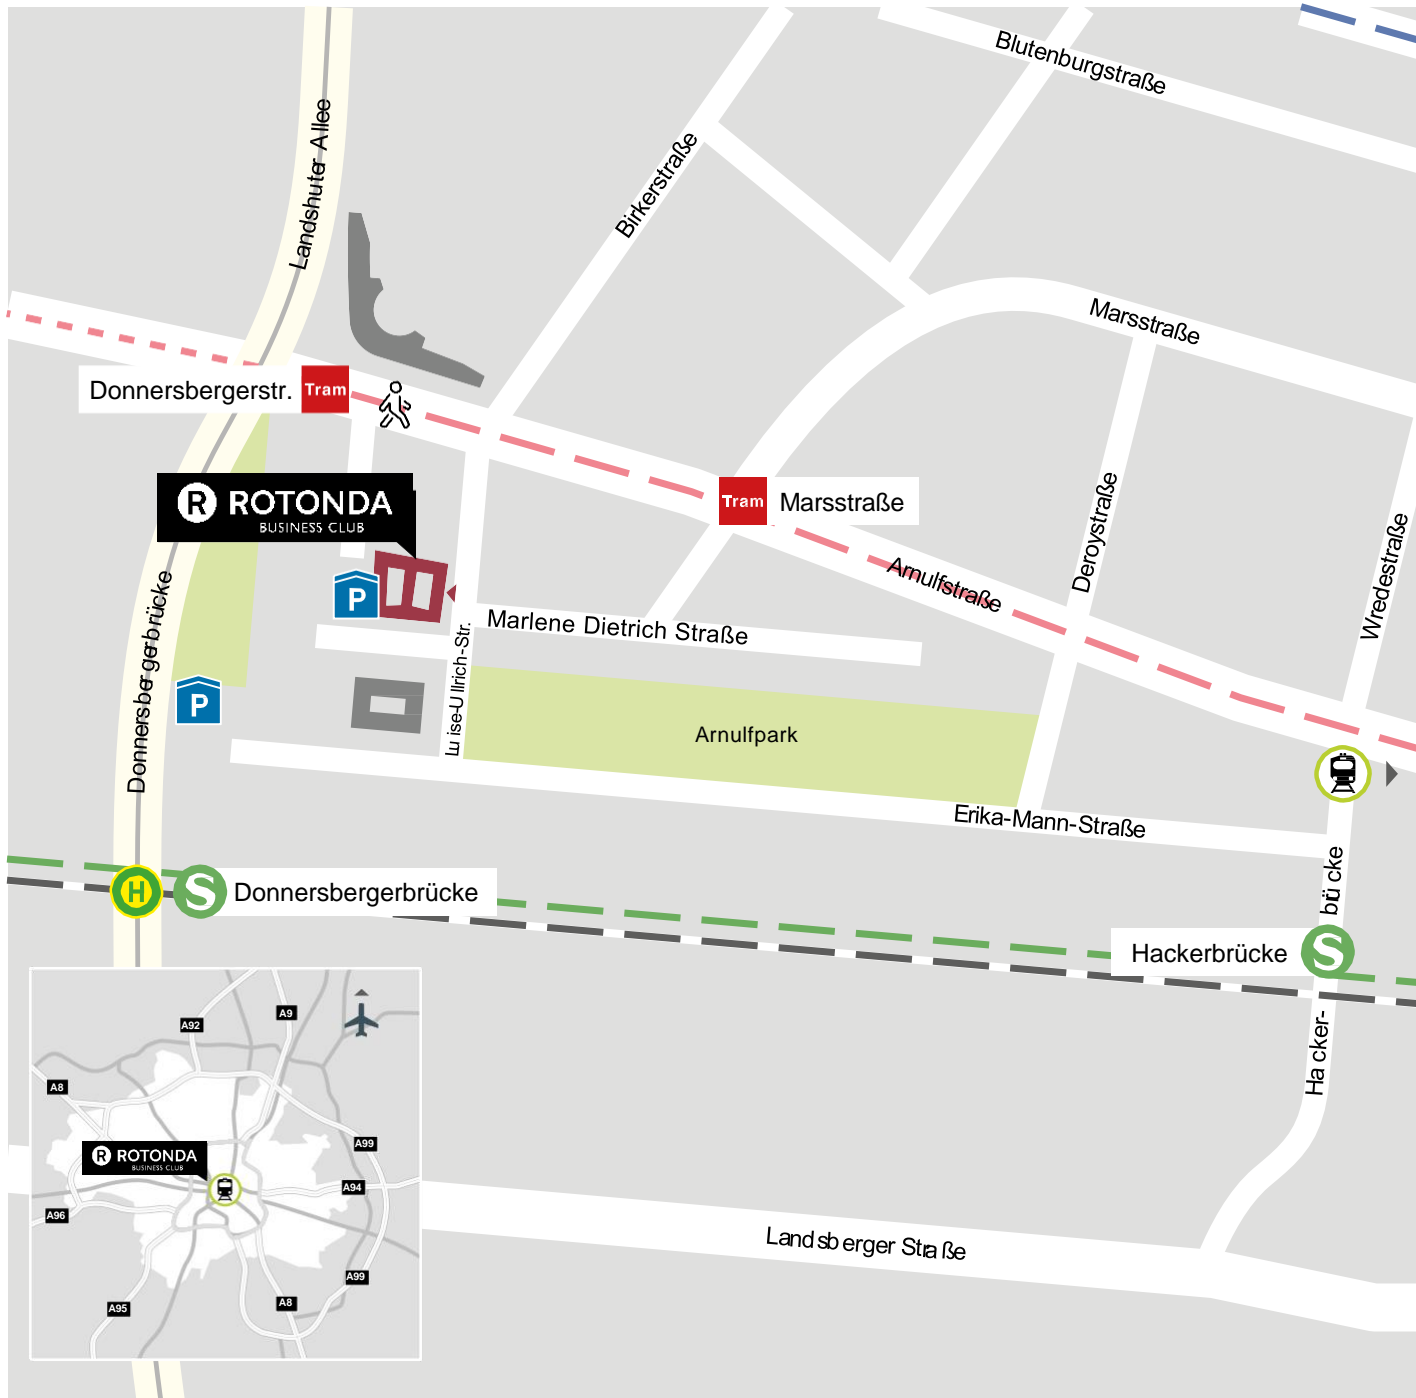 Blutenburgstraße
Landshuter Allee
Birkerstraße
Marsstraße
Donnersbergerstr.
Tram
R ROTONDA
BUSINESS CLUB
Tram
Marsstraße
Deroystraße
Wredestraße
Arnulfstraße
Donnersbergerbrücke
P
Marlene Dietrich Straße
Luise-Ullrich-Str.
P
Arnulfpark
Erika-Mann-Straße
H
S
Donnersbergerbrücke
brücke
Hackerbrücke
S
Hacker-
A92
A9
A8
A99
R ROTONDA
BUSINESS CLUB
A94
A96
A99
A95
A8
Landsberger Straße